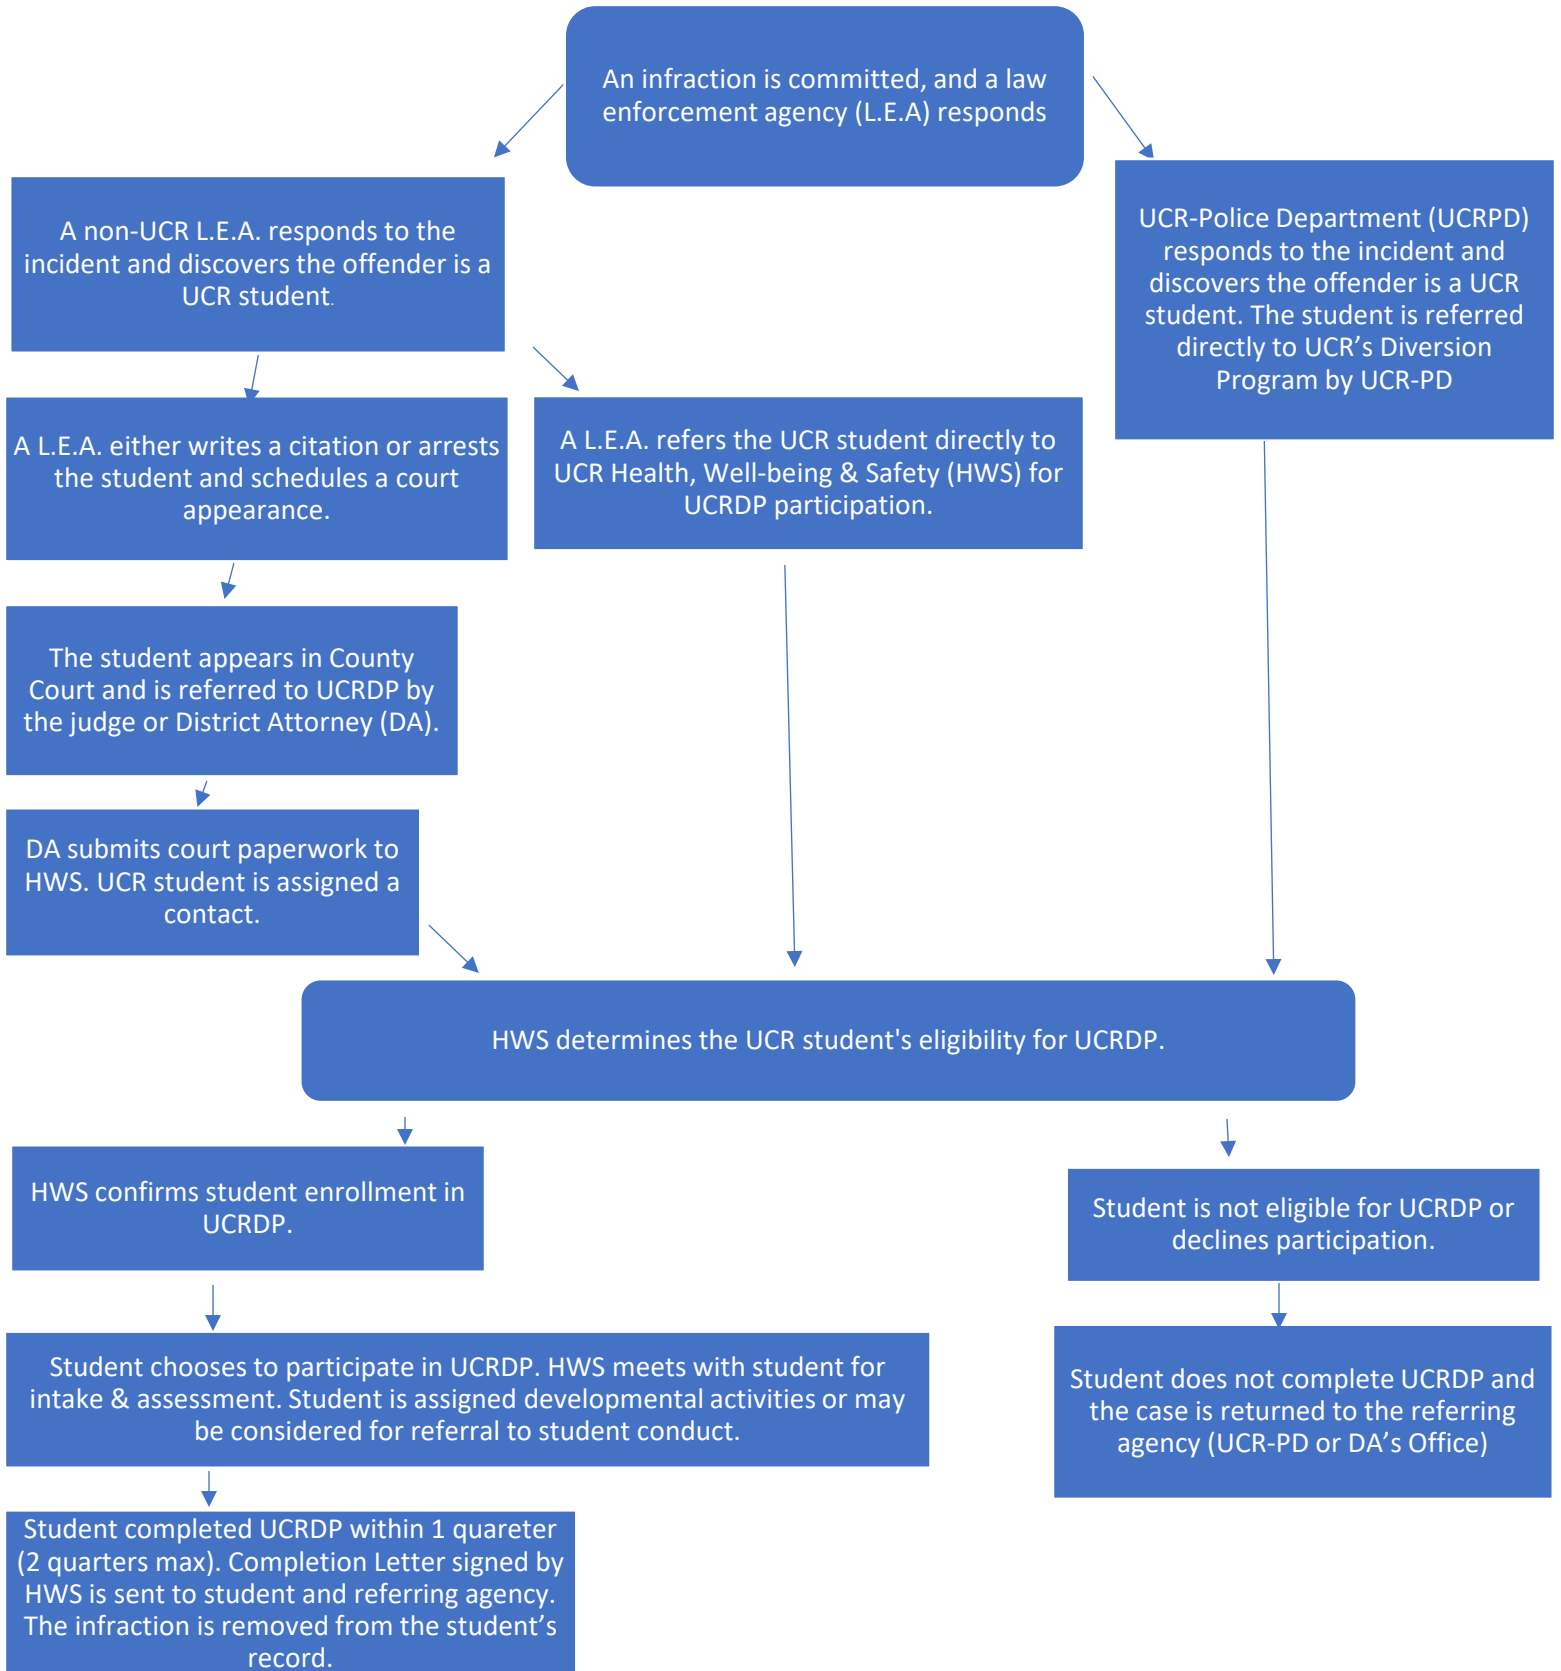 An infraction is committed, and a law
enforcement agency (L.E.A) responds
A non-UCR L.E.A. responds to the
incident and discovers the offender is a
UCR student.
UCR-Police Department (UCRPD)
responds to the incident and
discovers the offender is a UCR
student. The student is referred
directly to UCR’s Diversion
Program by UCR-PD
A L.E.A. either writes a citation or arrests
the student and schedules a court
appearance.
A L.E.A. refers the UCR student directly to
UCR Health, Well-being & Safety (HWS) for
UCRDP participation.
The student appears in County
Court and is referred to UCRDP by
the judge or District Attorney (DA).
DA submits court paperwork to
HWS. UCR student is assigned a
contact.
HWS determines the UCR student's eligibility for UCRDP.
HWS confirms student enrollment in
UCRDP.
Student is not eligible for UCRDP or
declines participation.
Student chooses to participate in UCRDP. HWS meets with student for
intake & assessment. Student is assigned developmental activities or may
be considered for referral to student conduct.
Student does not complete UCRDP and
the case is returned to the referring
agency (UCR-PD or DA’s Office)
Student completed UCRDP within 1 quareter
(2 quarters max). Completion Letter signed by
HWS is sent to student and referring agency.
The infraction is removed from the student’s
record.